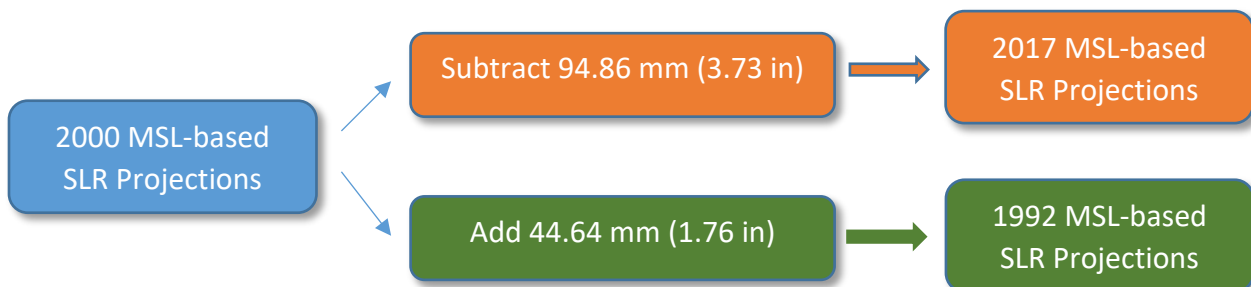 2000 MSL-based
SLR Projections
Subtract 94.86 mm (3.73 in)
2017 MSL-based
SLR Projections
Add 44.64 mm (1.76 in)
1992 MSL-based
SLR Projections